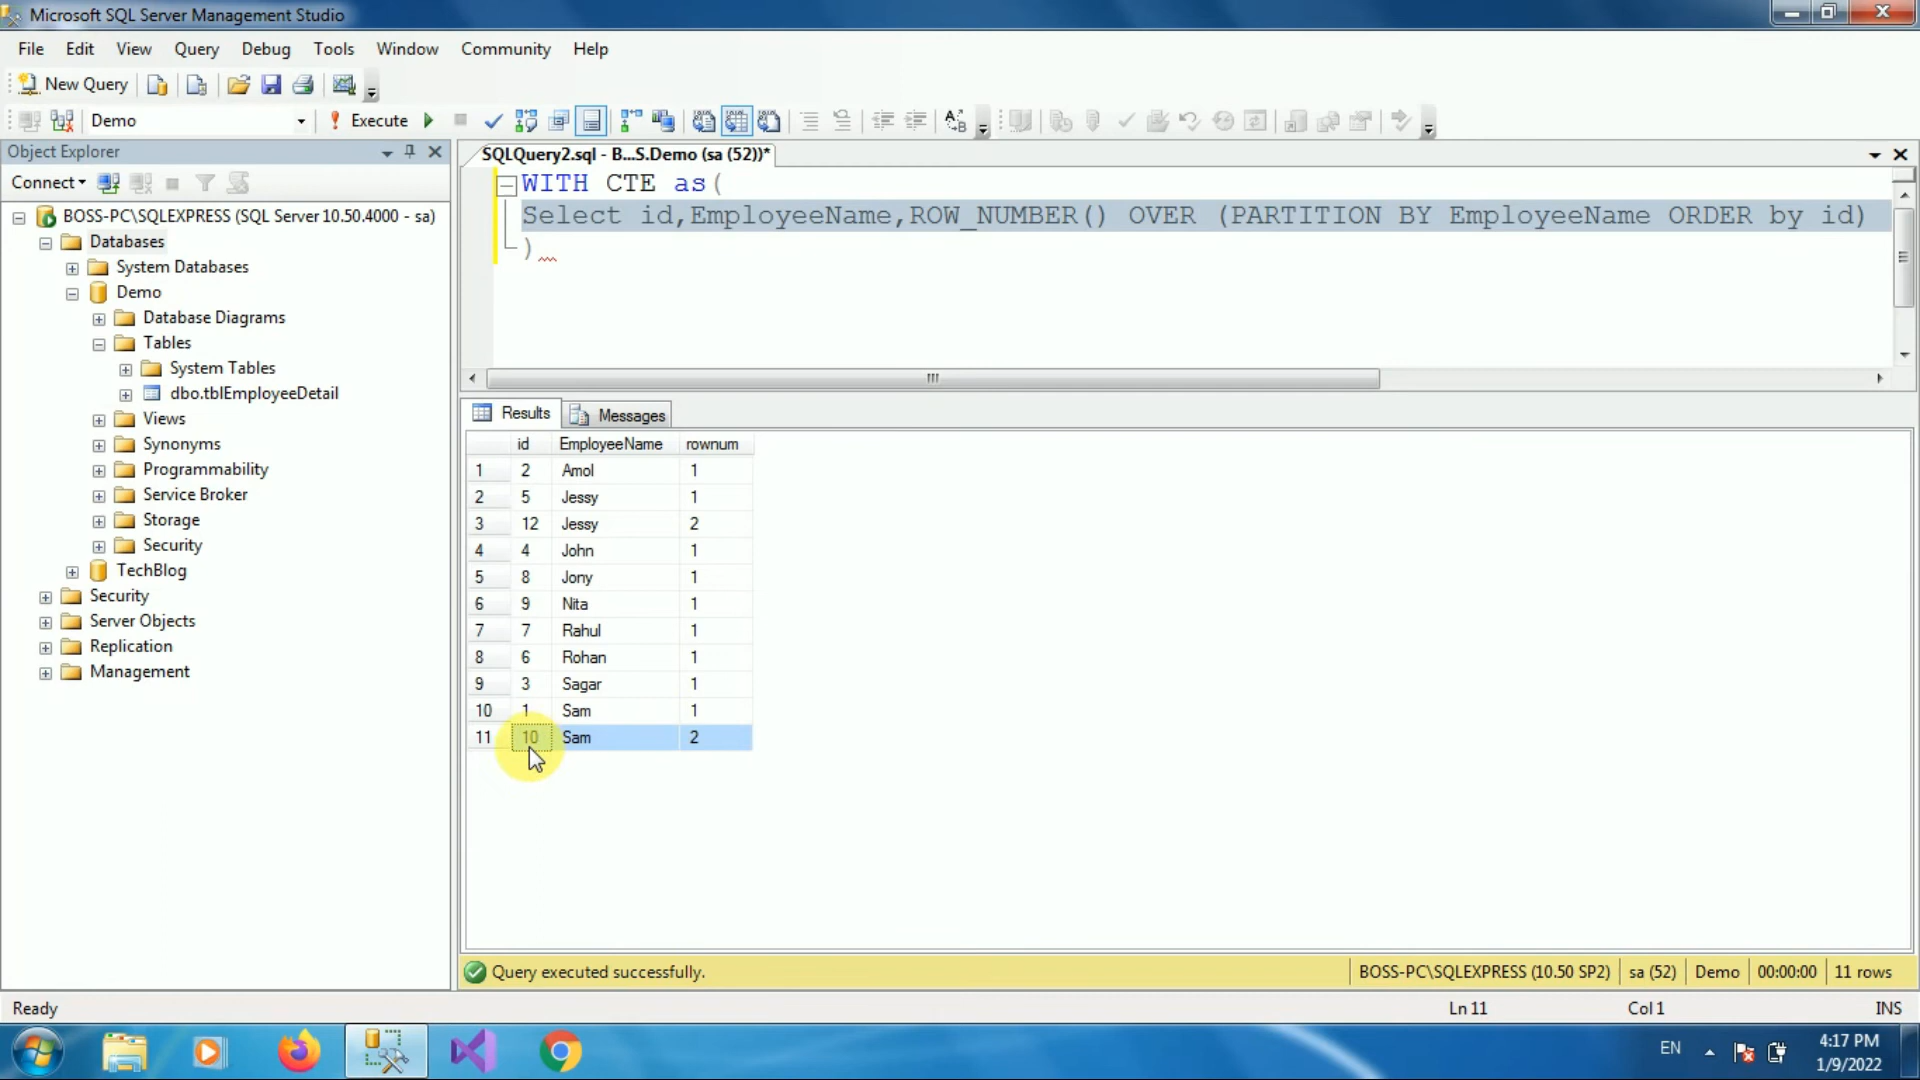 Microsoft SQL Server Management Studio
File Edit View Query Debug Tools Window Community Help
New Query
Demo Execute
Object Explorer
SQLQuery2.sql - B...S.Demo (sa (52))*
Connect
BOSS-PC\SQLEXPRESS (SQL Server 10.50.4000 - sa)
Databases
System Databases
Demo
Database Diagrams
Tables
System Tables
dbo.tblEmployeeDetail
Views
Synonyms
Programmability
Service Broker
Storage
Security
TechBlog
Security
Server Objects
Replication
Management
WITH CTE as(
Select id,EmployeeName,ROW_NUMBER() OVER (PARTITION BY EmployeeName ORDER by id)
)
Results Messages
id EmployeeName rownum
1 2 Amol 1
2 5 Jessy 1
3 12 Jessy 2
4 4 John 1
5 8 Jony 1
6 9 Nita 1
7 7 Rahul 1
8 6 Rohan 1
9 3 Sagar 1
10 1 Sam 1
11 10 Sam 2
Query executed successfully. BOSS-PC\SQLEXPRESS (10.50 SP2) sa (52) Demo 00:00:00 11 rows
Ready Ln 11 Col 1 INS
EN 4:17 PM
1/9/2022